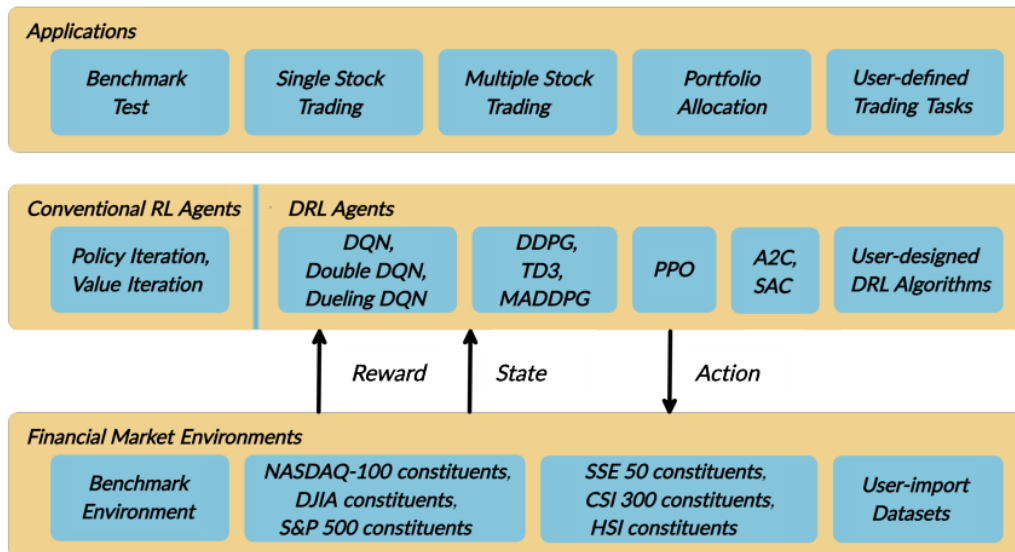 Applications
Benchmark
Test
Single Stock
Trading
Multiple Stock
Trading
Portfolio
Allocation
User-defined
Trading Tasks
Conventional RL Agents
DRL Agents
Policy Iteration,
Value Iteration
DQN,
Double DQN,
Dueling DQN
DDPG,
TD3,
MADDPG
PPO
A2C,
SAC
User-designed
DRL Algorithms
Reward
State
Action
Financial Market Environments
Benchmark
Environment
NASDAQ-100 constituents,
DJIA constituents,
S&P 500 constituents
SSE 50 constituents,
CSI 300 constituents,
HSI constituents
User-import
Datasets